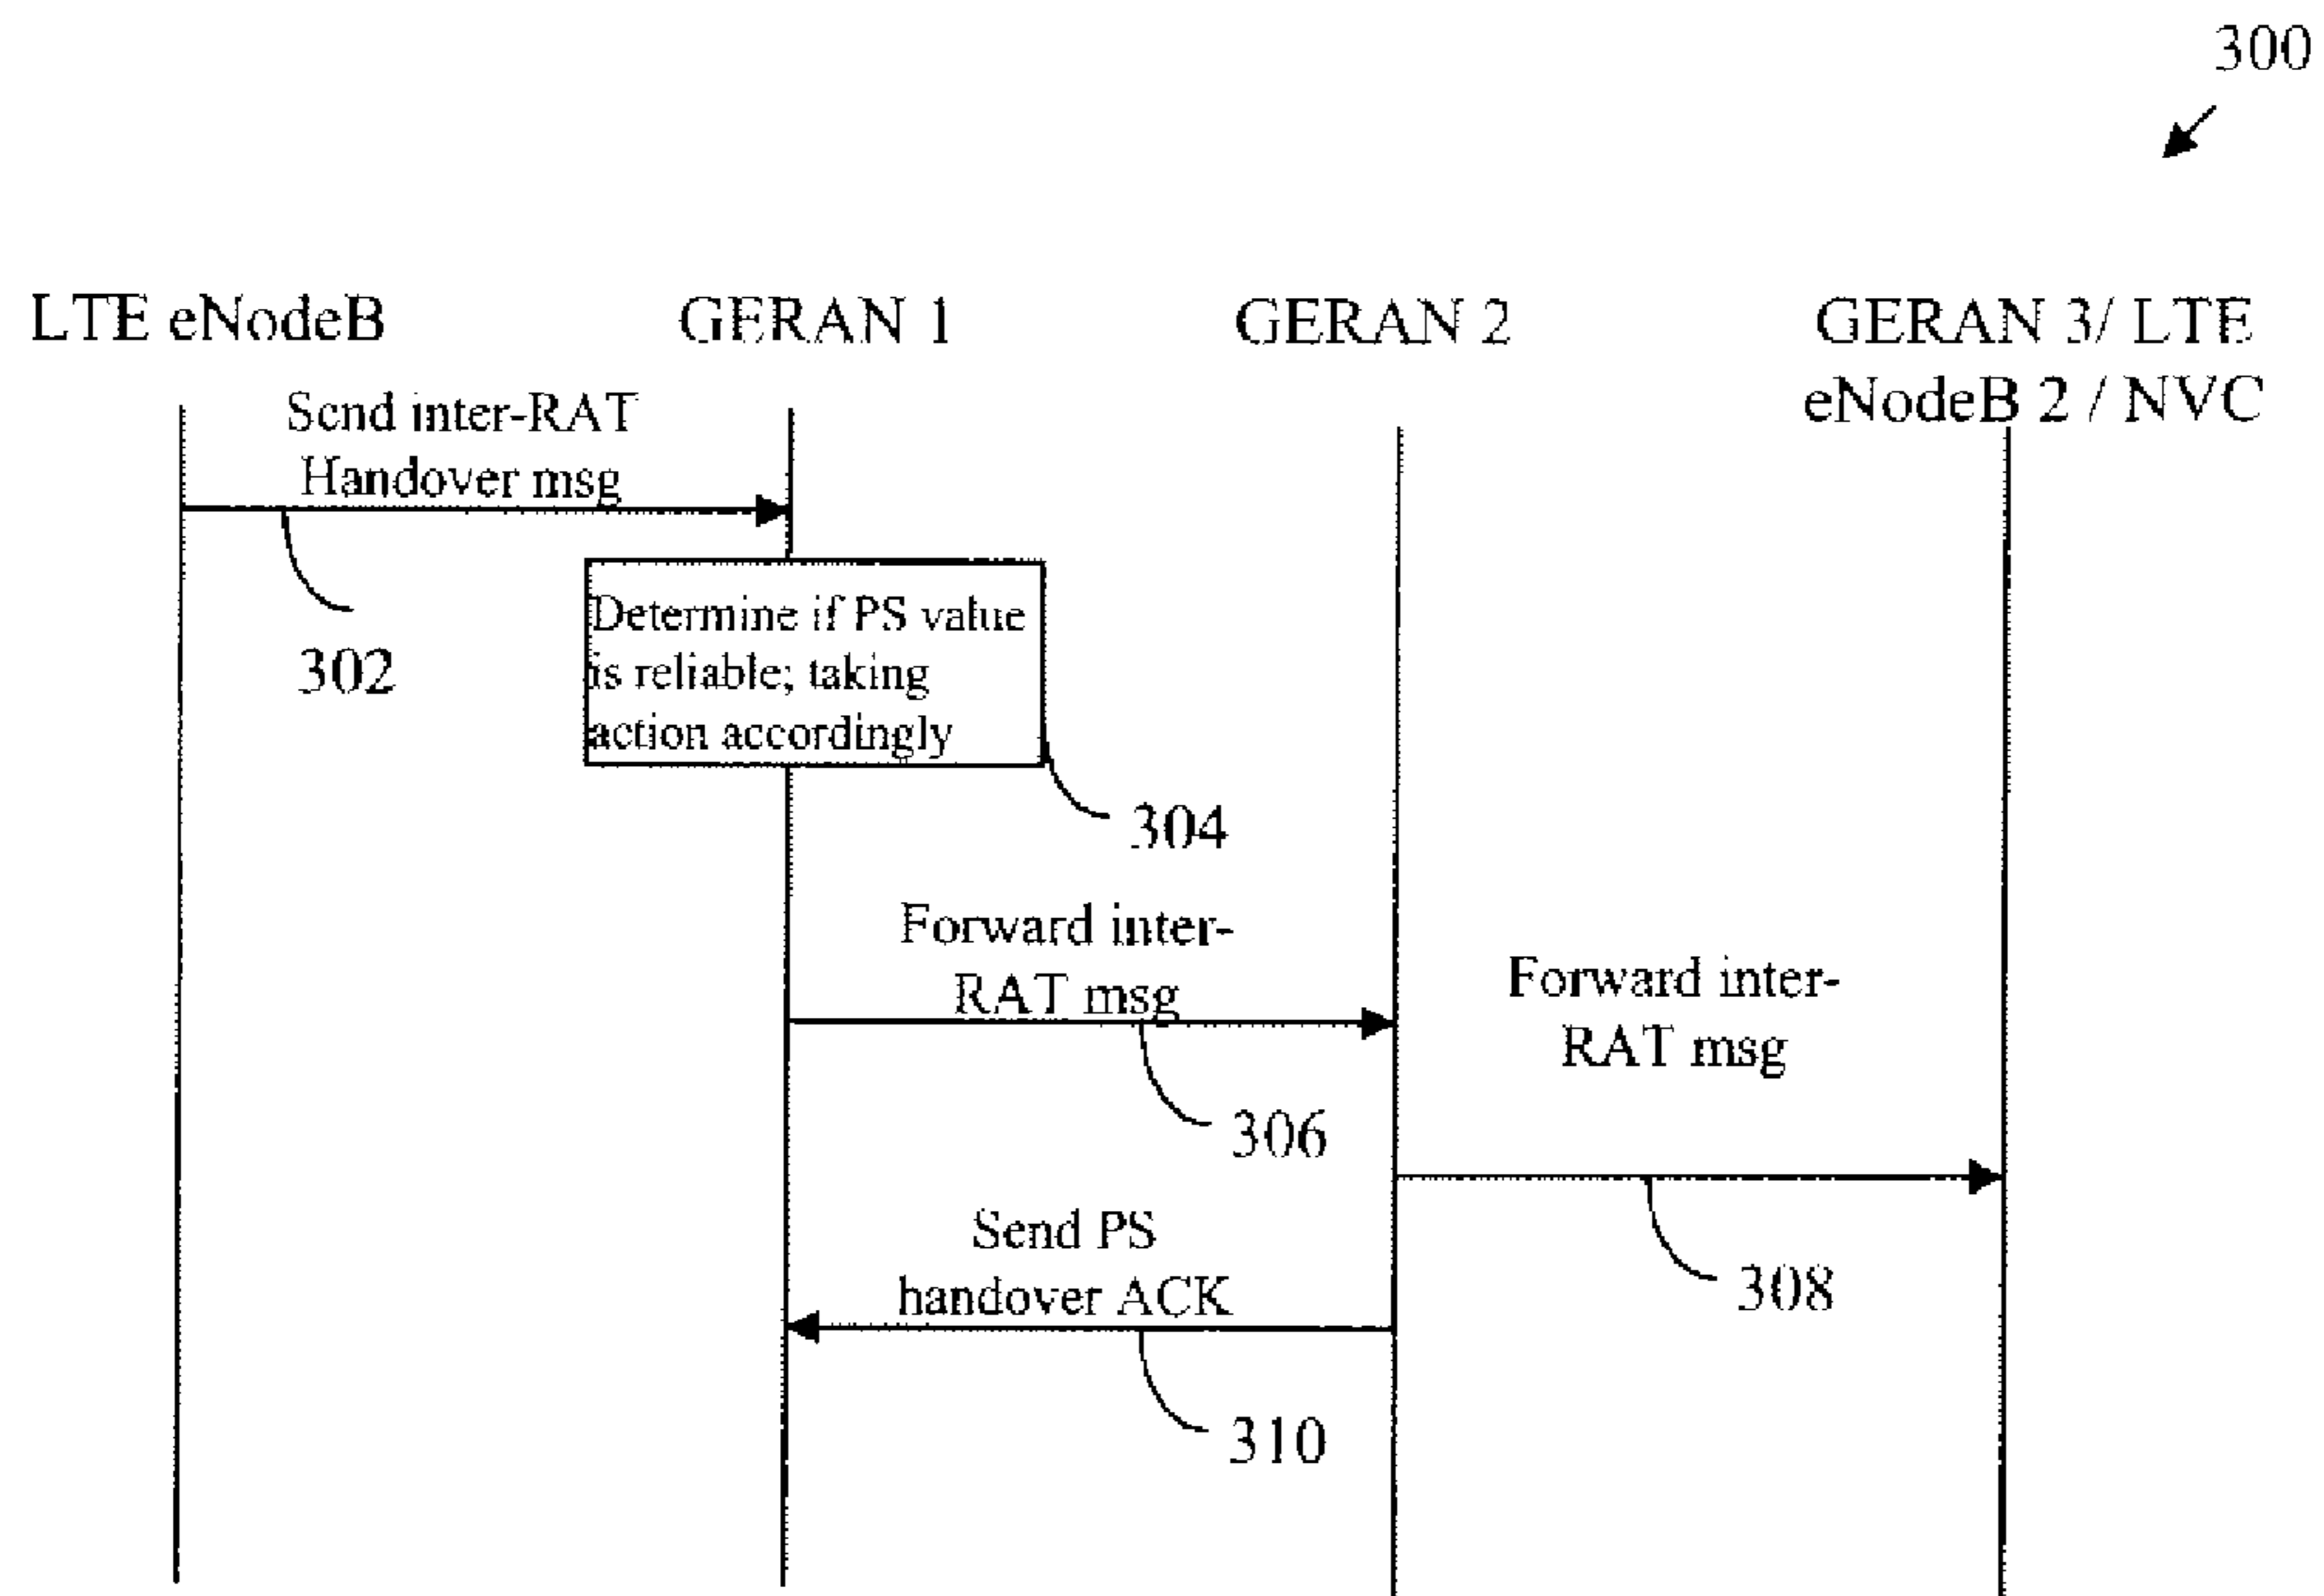 300
LTE eNodeB
GERAN 1
GERAN 2
GERAN 3/ LTE
eNodeB 2 / NVC
Send inter-RAT
Handover msg
302
Determine if PS value
is reliable; taking
action accordingly
304
Forward inter-
RAT msg
306
Forward inter-
RAT msg
308
Send PS
handover ACK
310